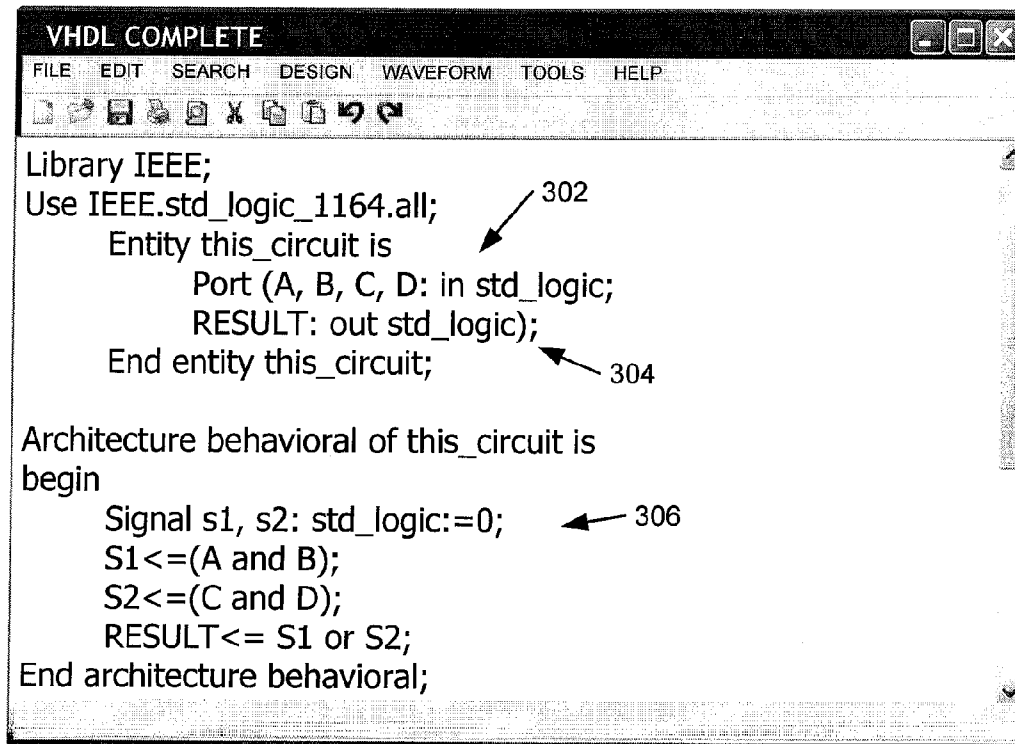 VHDL COMPLETE
FILE EDIT SEARCH DESIGN WAVEFORM TOOLS HELP
Library IEEE;
302
Use IEEE.std_logic_1164.all;
Entity this_circuit is
Port (A, B, C, D: in std_logic;
RESULT: out std_logic);
End entity this_circuit;
304
Architecture behavioral of this_circuit is
begin
Signal s1, s2: std_logic:=0;
306
S1<=(A and B);
S2<=(C and D);
RESULT<= S1 or S2;
End architecture behavioral;